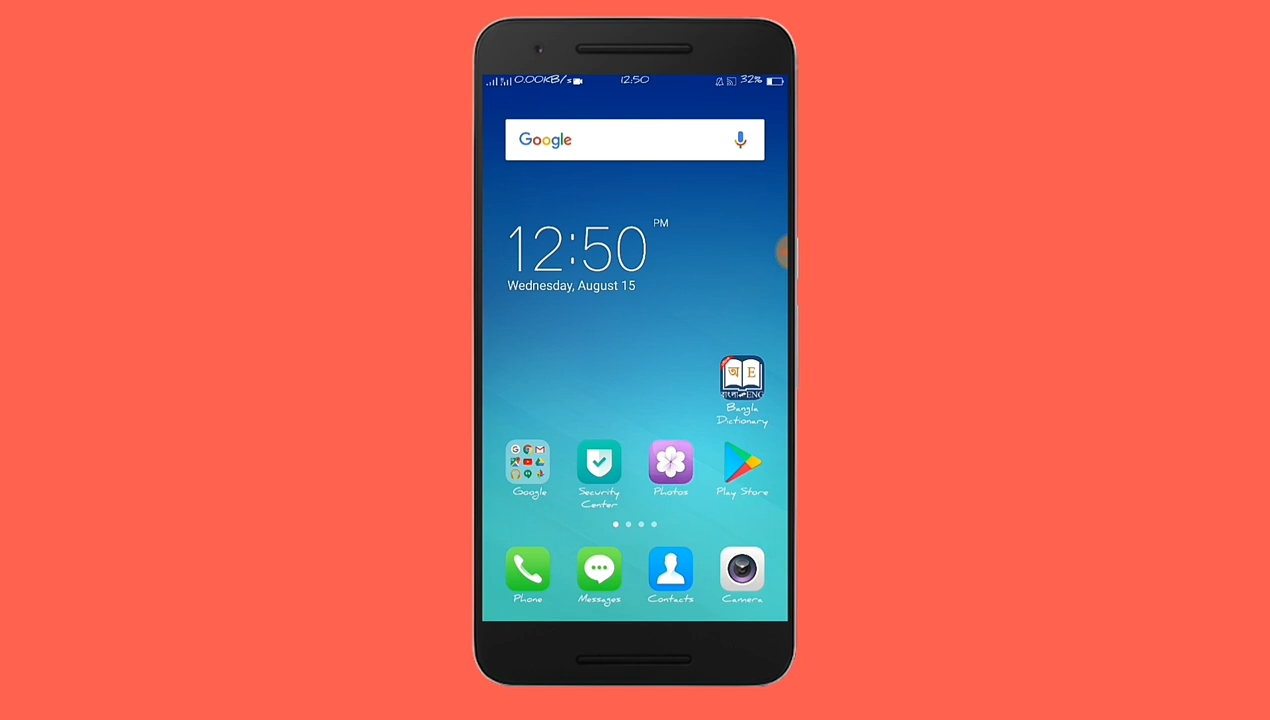 0.00KB/s 12:50 32%
Google
12:50 PM
Wednesday, August 15
অ E
বাংলা⇌ENG
Bangla
Dictionary
Google
Security
Center
Photos
Play Store
Phone
Messages
Contacts
Camera